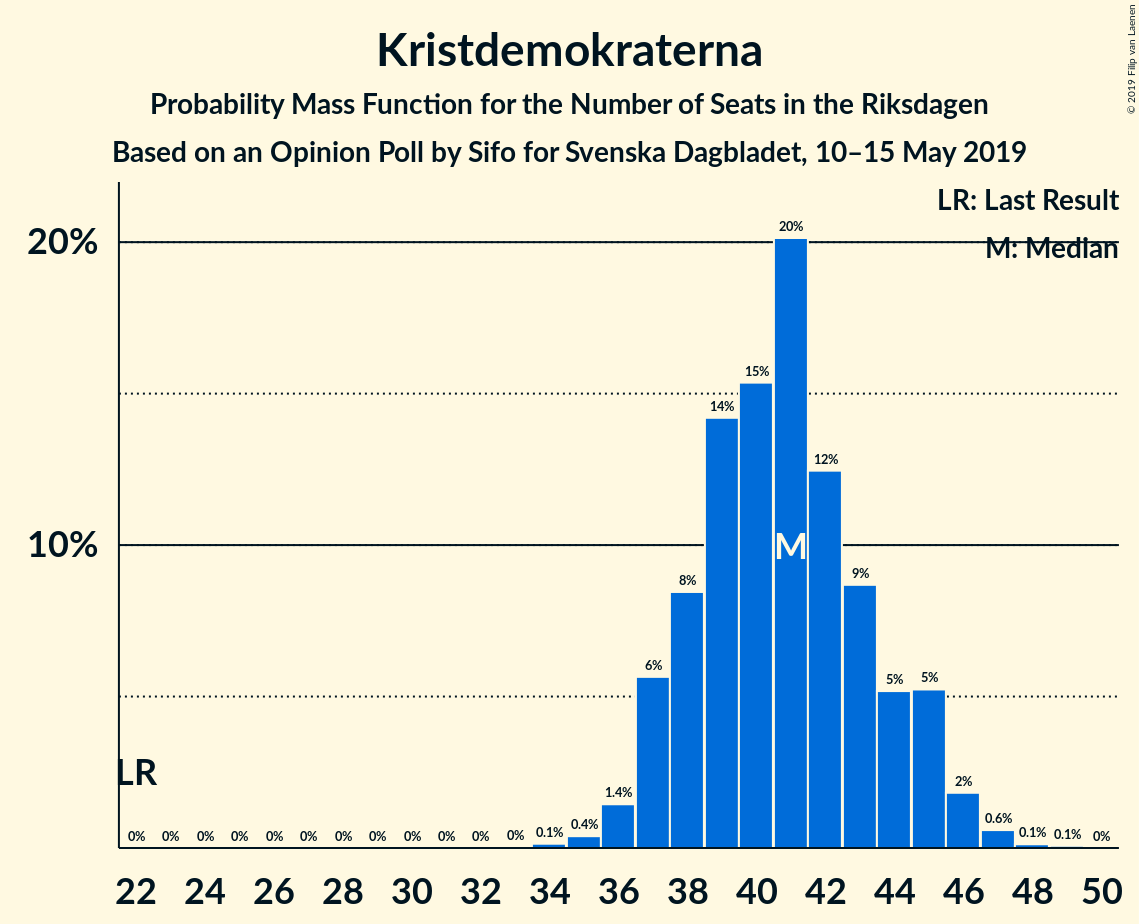 Kristdemokraterna
Probability Mass Function for the Number of Seats in the Riksdagen
Based on an Opinion Poll by Sifo for Svenska Dagbladet, 10–15 May 2019
© 2019 Filip van Laenen
LR: Last Result
M: Median
20%
10%
LR
M
0% 0% 0% 0% 0% 0% 0% 0% 0% 0% 0% 0% 0.1% 0.4% 1.4% 6% 8% 14% 15% 20% 12% 9% 5% 5% 2% 0.6% 0.1% 0.1% 0%
22 24 26 28 30 32 34 36 38 40 42 44 46 48 50